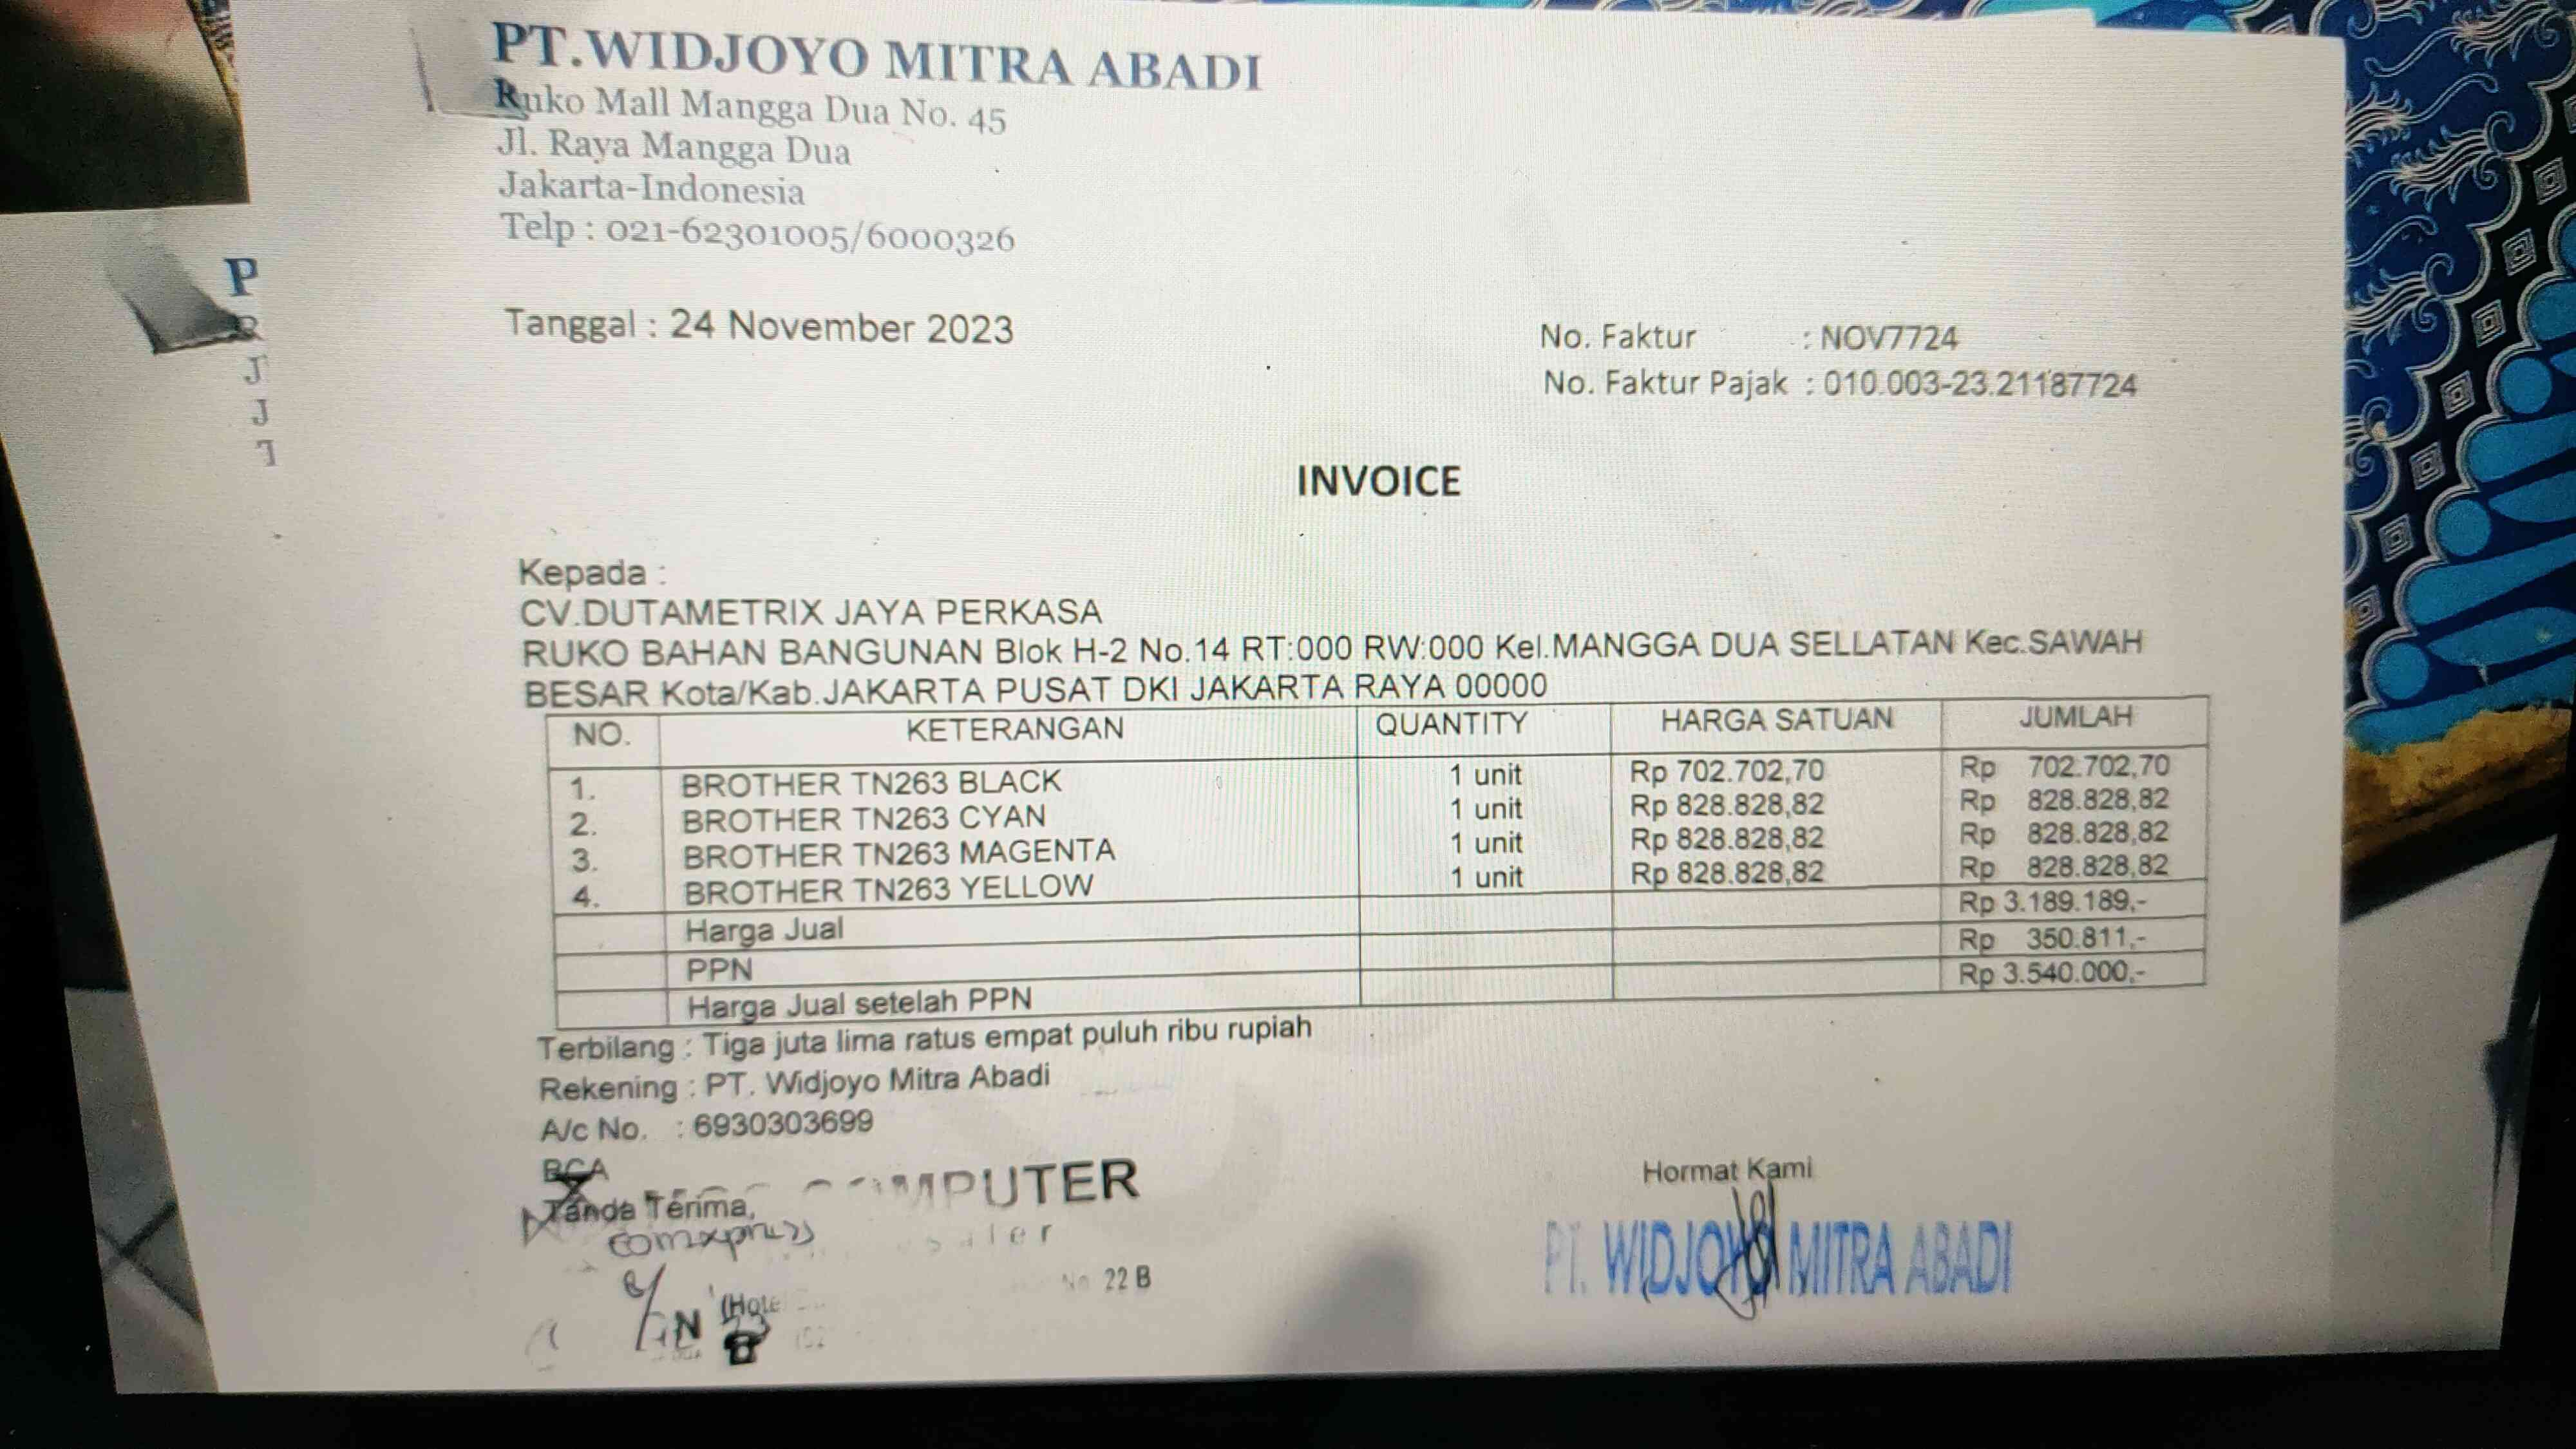 PT.WIDJOYO MITRA ABADI
Ruko Mall Mangga Dua No. 45
Jl. Raya Mangga Dua
Jakarta-Indonesia
Telp : 021-62301005/6000326
P
R
J
J
T
Tanggal : 24 November 2023
No. Faktur : NOV7724
No. Faktur Pajak : 010.003-23.21187724
INVOICE
Kepada :
CV.DUTAMETRIX JAYA PERKASA
RUKO BAHAN BANGUNAN Blok H-2 No.14 RT:000 RW:000 Kel.MANGGA DUA SELLATAN Kec.SAWAH
BESAR Kota/Kab.JAKARTA PUSAT DKI JAKARTA RAYA 00000
NO. KETERANGAN QUANTITY HARGA SATUAN JUMLAH
1. BROTHER TN263 BLACK 1 unit Rp 702.702,70 Rp 702.702,70
2. BROTHER TN263 CYAN 1 unit Rp 828.828,82 Rp 828.828,82
3. BROTHER TN263 MAGENTA 1 unit Rp 828.828,82 Rp 828.828,82
4. BROTHER TN263 YELLOW 1 unit Rp 828.828,82 Rp 828.828,82
Harga Jual Rp 3.189.189,-
PPN Rp 350.811,-
Harga Jual setelah PPN Rp 3.540.000,-
Terbilang : Tiga juta lima ratus empat puluh ribu rupiah
Rekening : PT. Widjoyo Mitra Abadi
A/c No. : 6930303699
BCA
COMPUTER
Tanda Terima,
Hormat Kami
PT. WIDJOYO MITRA ABADI
No 22 B